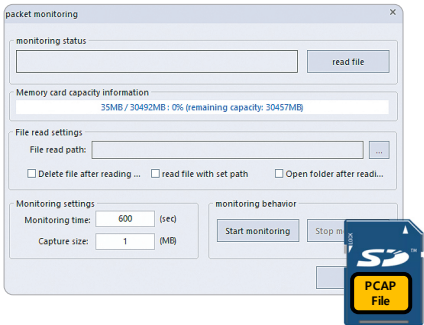 packet monitoring ×
monitoring status
read file
Memory card capacity information
35MB / 30492MB : 0% (remaining capacity: 30457MB)
File read settings
File read path: ...
Delete file after reading ... read file with set path Open folder after readi...
Monitoring settings
Monitoring time: 600 (sec)
Capture size: 1 (MB)
monitoring behavior
Start monitoring Stop m
LOCK
SD
TM
PCAP
File